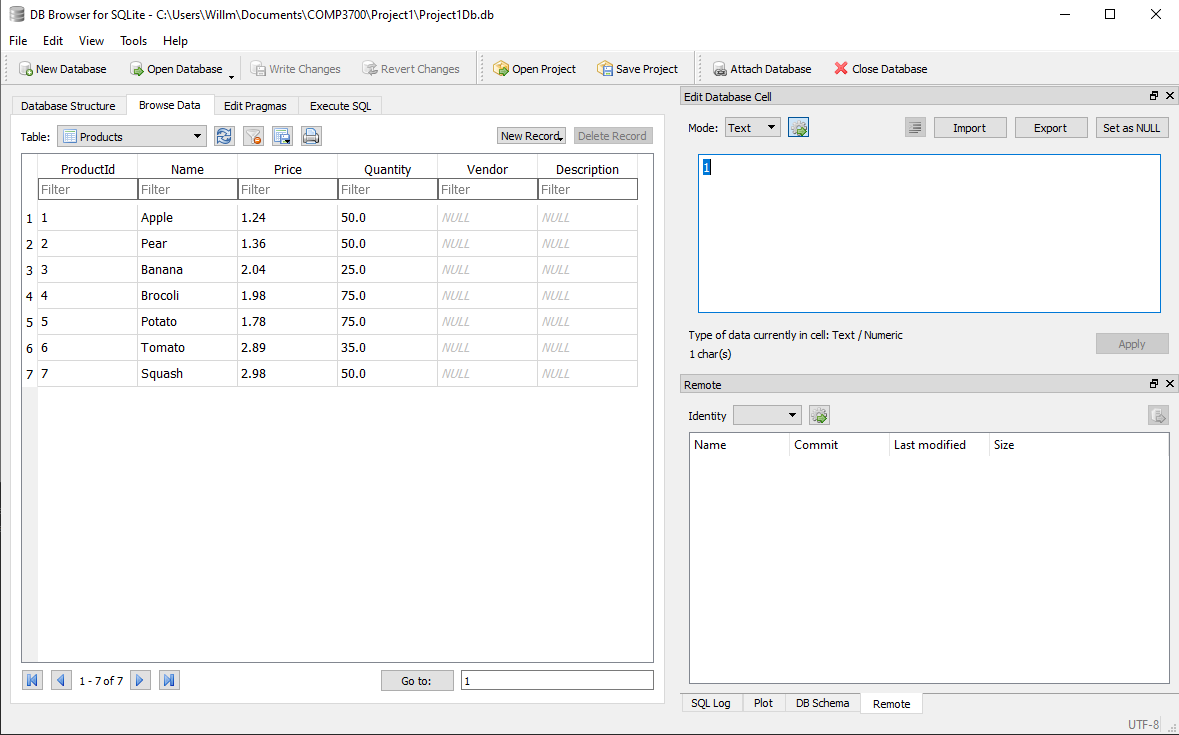 DB Browser for SQLite - C:\Users\Willm\Documents\COMP3700\Project1\Project1Db.db
File Edit View Tools Help
New Database Open Database Write Changes Revert Changes Open Project Save Project Attach Database Close Database
Database Structure Browse Data Edit Pragmas Execute SQL
Table: Products New Record Delete Record
ProductId Name Price Quantity Vendor Description
Filter Filter Filter Filter Filter Filter
1 1 Apple 1.24 50.0 NULL NULL
2 2 Pear 1.36 50.0 NULL NULL
3 3 Banana 2.04 25.0 NULL NULL
4 4 Brocoli 1.98 75.0 NULL NULL
5 5 Potato 1.78 75.0 NULL NULL
6 6 Tomato 2.89 35.0 NULL NULL
7 7 Squash 2.98 50.0 NULL NULL
1 - 7 of 7 Go to: 1
Edit Database Cell
Mode: Text Import Export Set as NULL
1
Type of data currently in cell: Text / Numeric
1 char(s)
Apply
Remote
Identity
Name Commit Last modified Size
SQL Log Plot DB Schema Remote
UTF-8